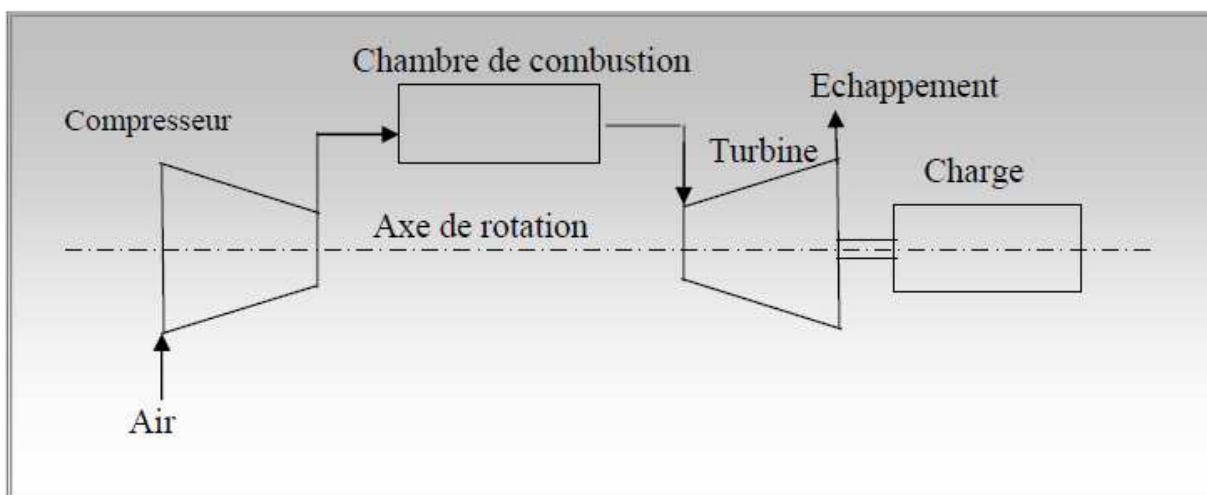 Chambre de combustion
Echappement
Compresseur
Turbine
Charge
Axe de rotation
Air